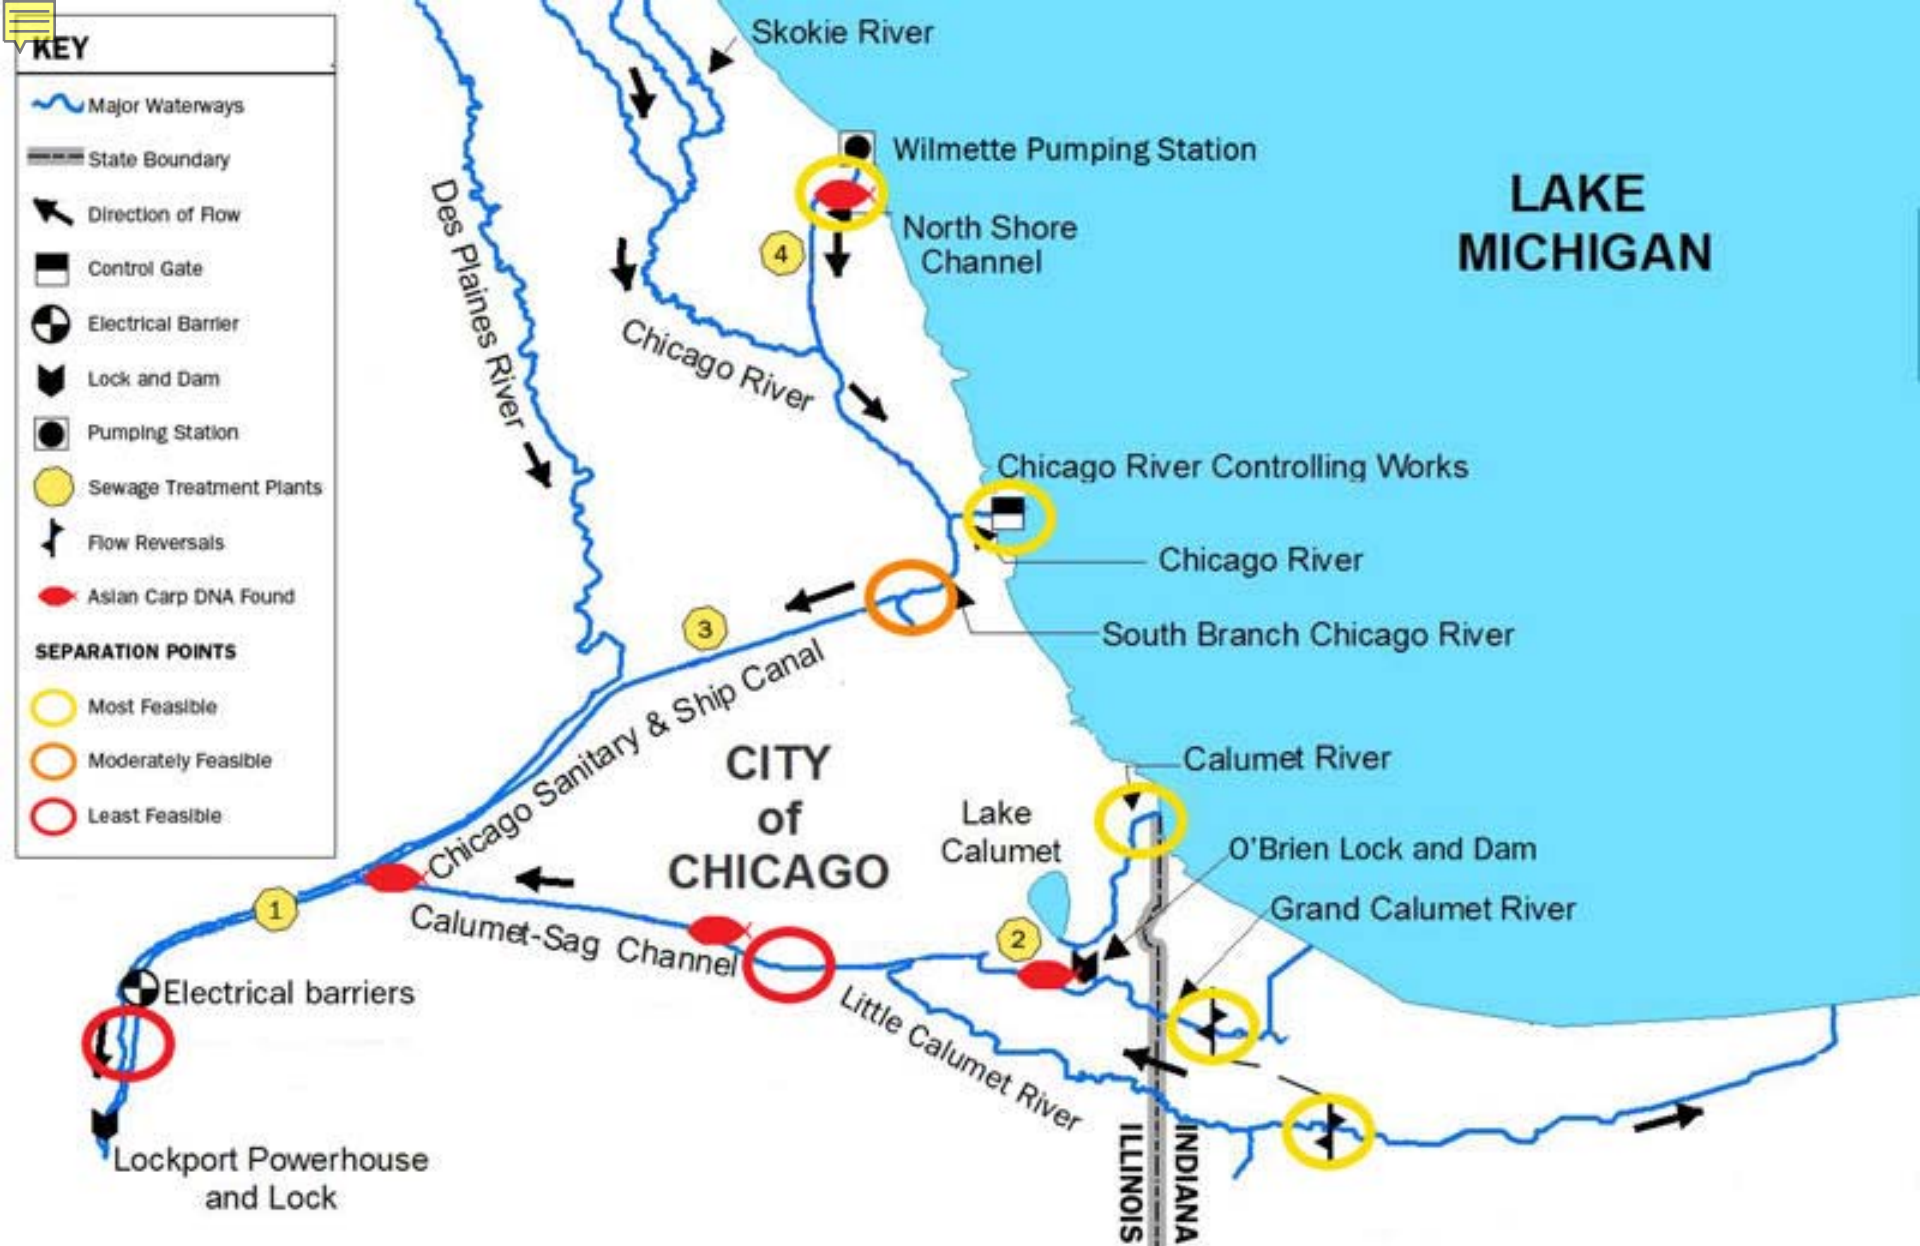 KEY
Major Waterways
State Boundary
Direction of Flow
Control Gate
Electrical Barrier
Lock and Dam
Pumping Station
Sewage Treatment Plants
Flow Reversals
Asian Carp DNA Found
SEPARATION POINTS
Most Feasible
Moderately Feasible
Least Feasible
Skokie River
Wilmette Pumping Station
LAKE
MICHIGAN
North Shore
Channel
4
Des Plaines River
Chicago River
Chicago River Controlling Works
Chicago River
South Branch Chicago River
3
Chicago Sanitary & Ship Canal
CITY
of
CHICAGO
Calumet River
Lake
Calumet
O'Brien Lock and Dam
Grand Calumet River
1
2
Calumet-Sag Channel
Electrical barriers
Little Calumet River
Lockport Powerhouse
and Lock
ILLINOIS
INDIANA